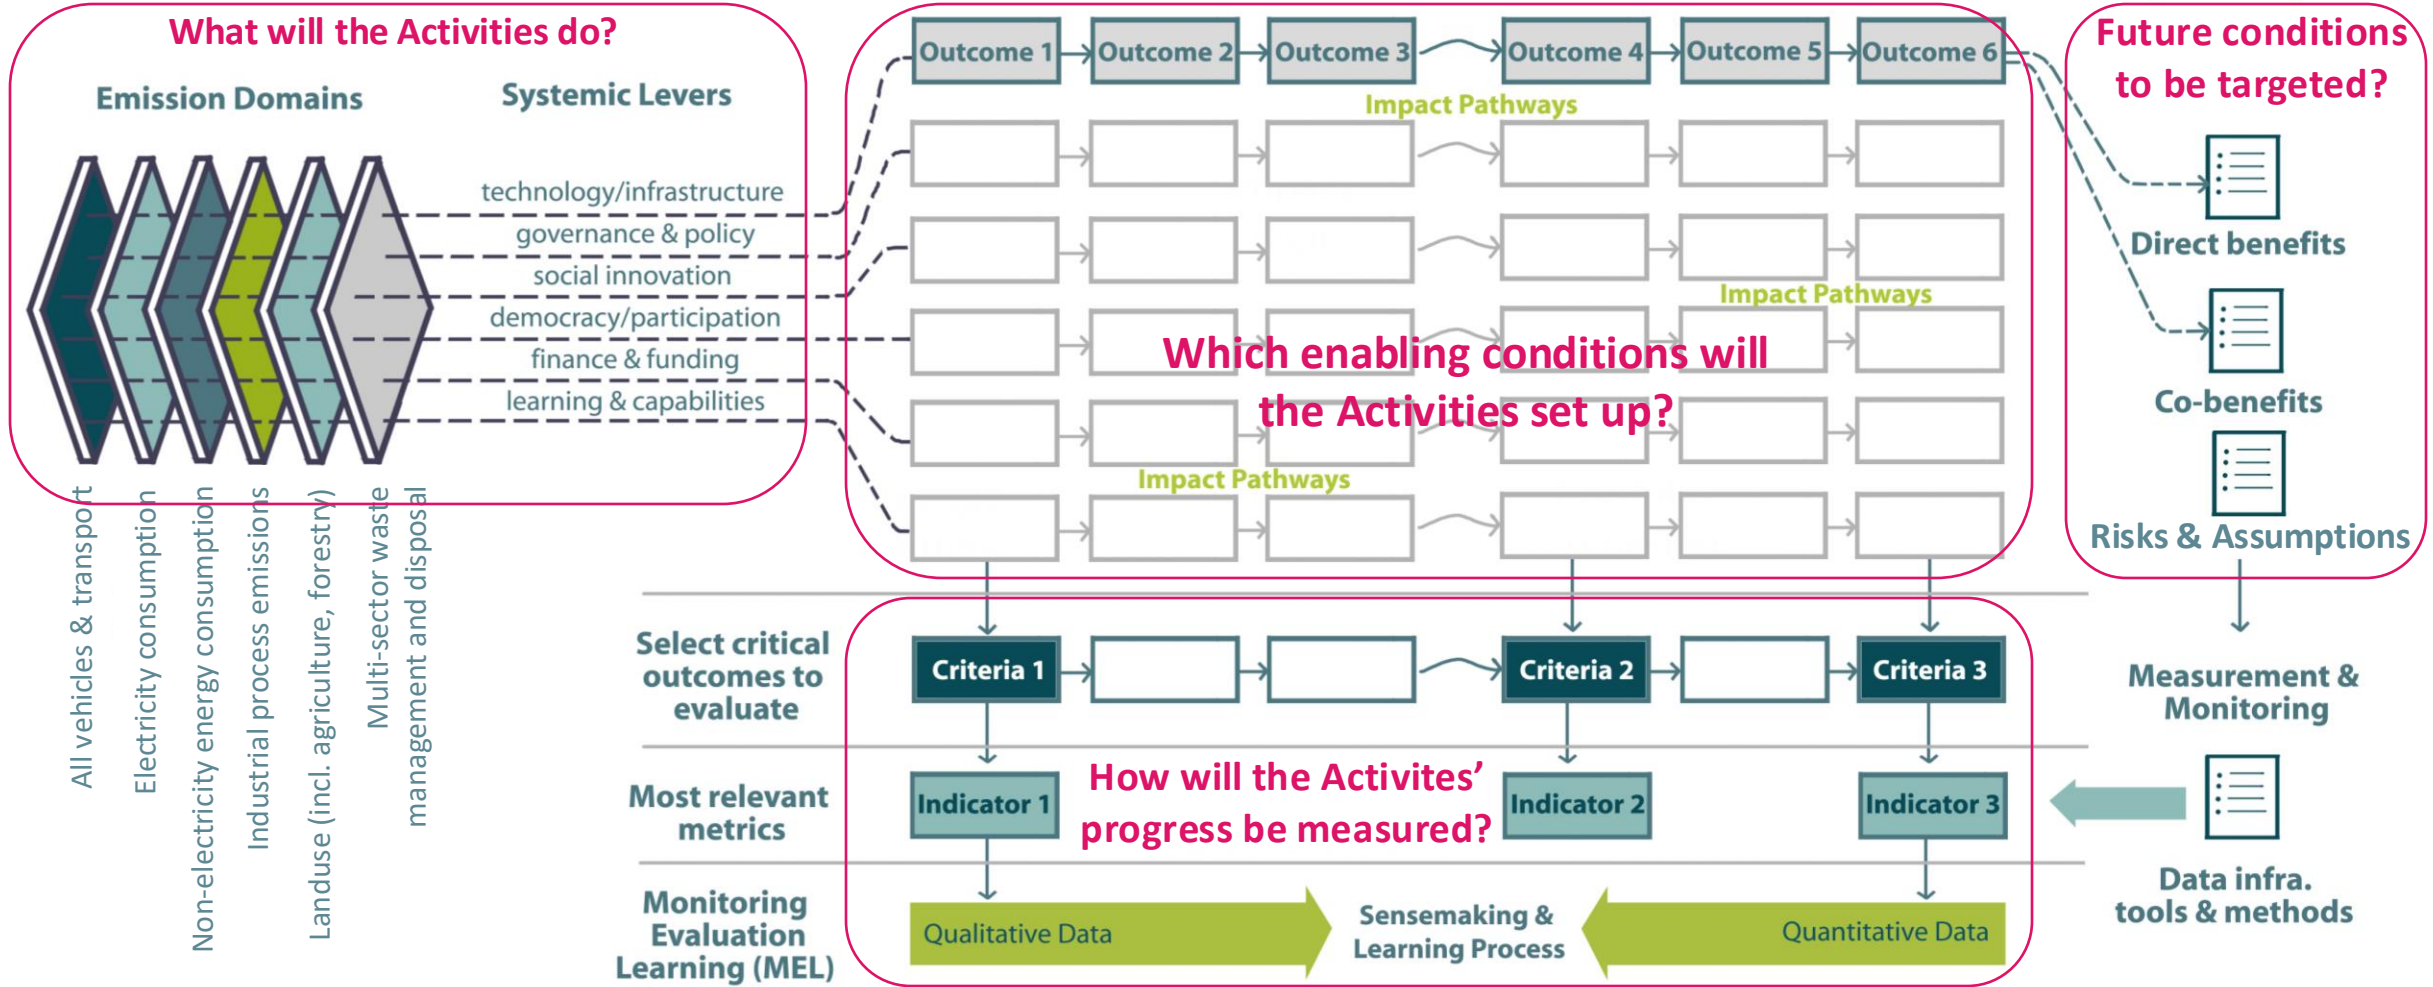 What will the Activities do?
Emission Domains
Systemic Levers
technology/infrastructure
governance & policy
social innovation
democracy/participation
finance & funding
learning & capabilities
All vehicles & transport
Electricity consumption
Non-electricity energy consumption
Industrial process emissions
Landuse (incl. agriculture, forestry)
Multi-sector waste
management and disposal
Outcome 1
Outcome 2
Outcome 3
Outcome 4
Outcome 5
Outcome 6
Impact Pathways
Impact Pathways
Which enabling conditions will
the Activities set up?
Impact Pathways
Future conditions
to be targeted?
Direct benefits
Co-benefits
Risks & Assumptions
Select critical
outcomes to
evaluate
Criteria 1
Criteria 2
Criteria 3
Measurement &
Monitoring
Most relevant
metrics
Indicator 1
How will the Activites’
progress be measured?
Indicator 2
Indicator 3
Data infra.
tools & methods
Monitoring
Evaluation
Learning (MEL)
Qualitative Data
Sensemaking &
Learning Process
Quantitative Data